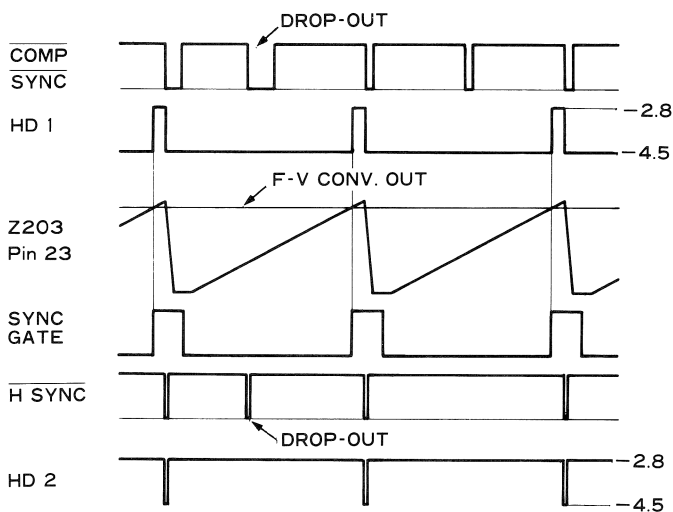 DROP-OUT
COMP
SYNC
HD 1
-2.8
-4.5
F-V CONV. OUT
Z203
Pin 23
SYNC
GATE
H SYNC
DROP-OUT
HD 2
-2.8
-4.5